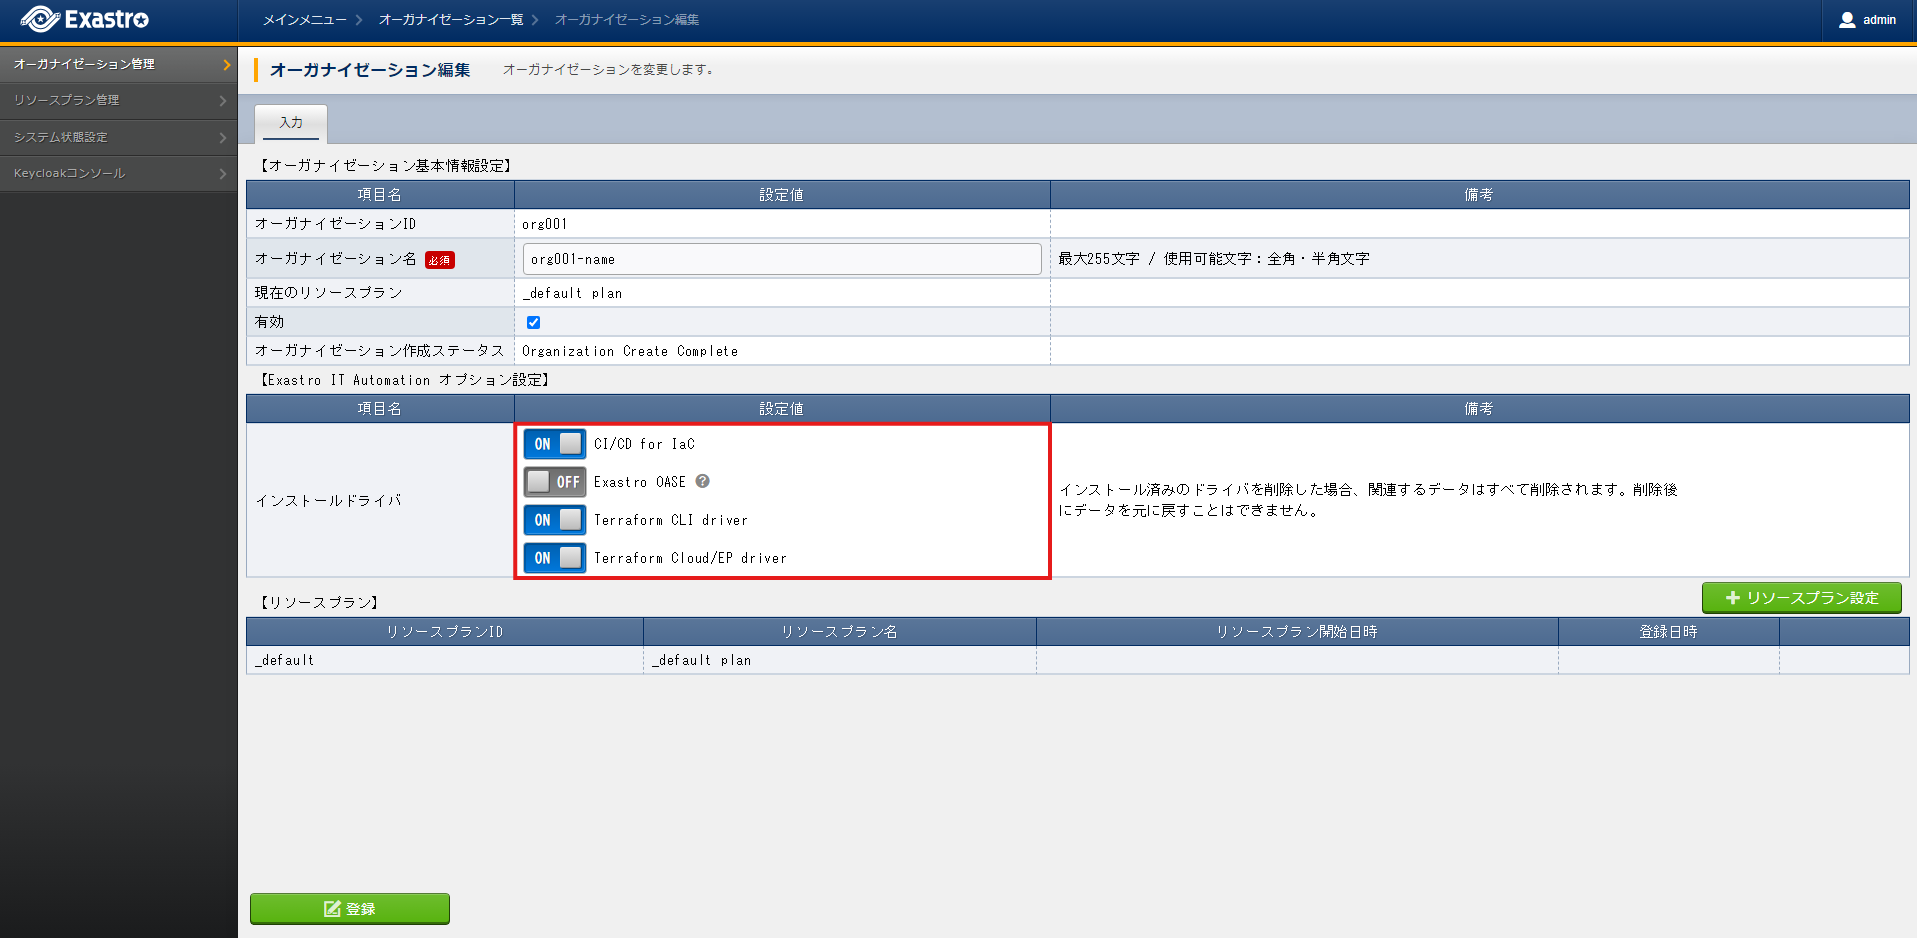 Exastro
メインメニュー
オーガナイゼーション一覧
オーガナイゼーション編集
admin
オーガナイゼーション管理
リソースプラン管理
システム状態設定
Keycloakコンソール
オーガナイゼーション編集 オーガナイゼーションを変更します。
入力
【オーガナイゼーション基本情報設定】
項目名 設定値 備考
オーガナイゼーションID org001
オーガナイゼーション名 必須 org001-name 最大255文字 / 使用可能文字：全角・半角文字
現在のリソースプラン _default plan
有効
オーガナイゼーション作成ステータス Organization Create Complete
【Exastro IT Automation オプション設定】
項目名 設定値 備考
インストールドライバ
ON CI/CD for IaC
OFF Exastro OASE ?
ON Terraform CLI driver
ON Terraform Cloud/EP driver
インストール済みのドライバを削除した場合、関連するデータはすべて削除されます。削除後
にデータを元に戻すことはできません。
【リソースプラン】
リソースプラン設定
リソースプランID リソースプラン名 リソースプラン開始日時 登録日時
_default _default plan
登録